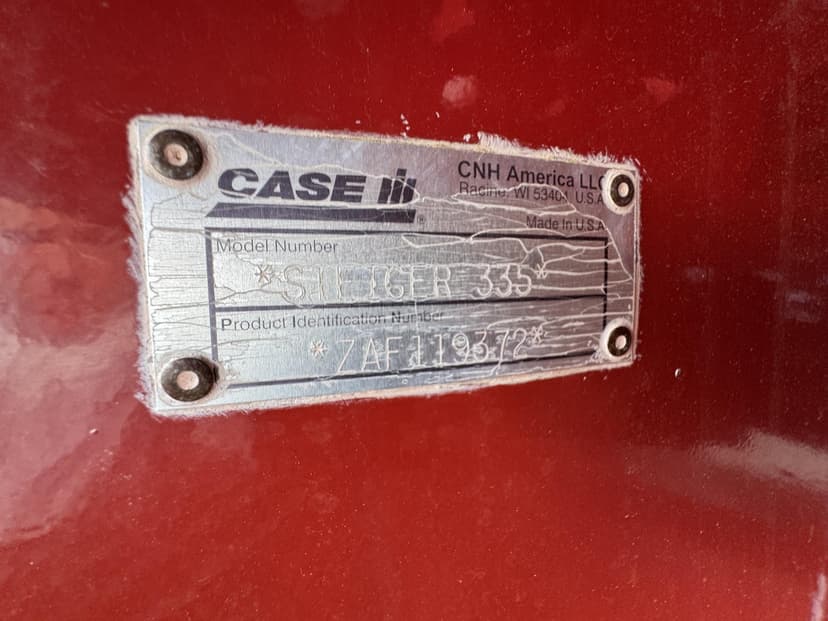 CASE IH
CNH America LLC
Racine, WI 53404 U.S.A.
Made in U.S.A.
Model Number
*STEIGER 335*
Product Identification Number
*ZAF119372*